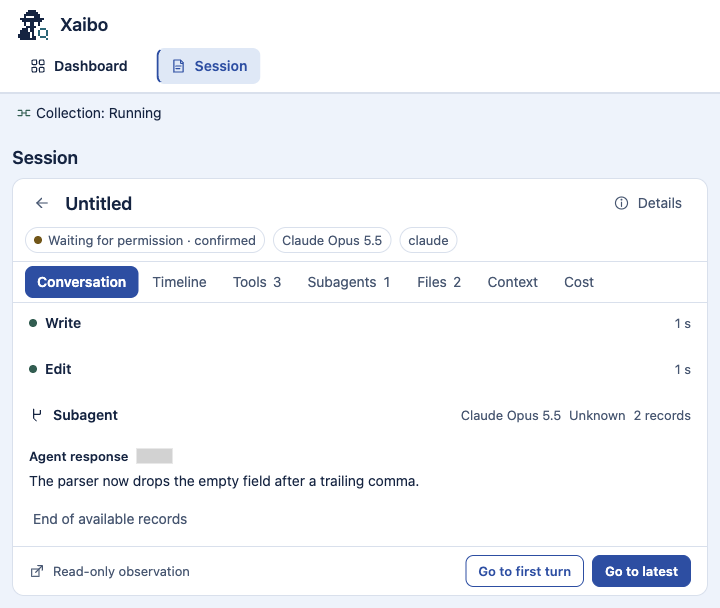 Xaibo
Dashboard Session
Collection: Running
Session
Untitled Details
Waiting for permission · confirmed Claude Opus 5.5 claude
Conversation Timeline Tools 3 Subagents 1 Files 2 Context Cost
Write 1 s
Edit 1 s
Subagent Claude Opus 5.5 Unknown 2 records
Agent response
The parser now drops the empty field after a trailing comma.
End of available records
Read-only observation Go to first turn Go to latest